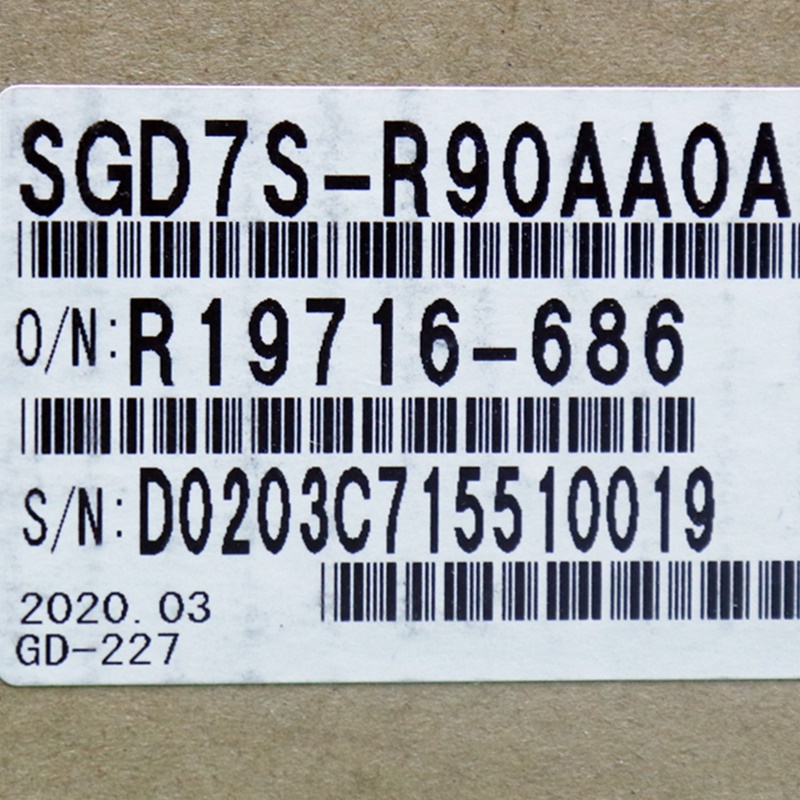 SGD7S-R90AA0A
O/N:R19716-686
S/N:D0203C715510019
2020.03
GD-227